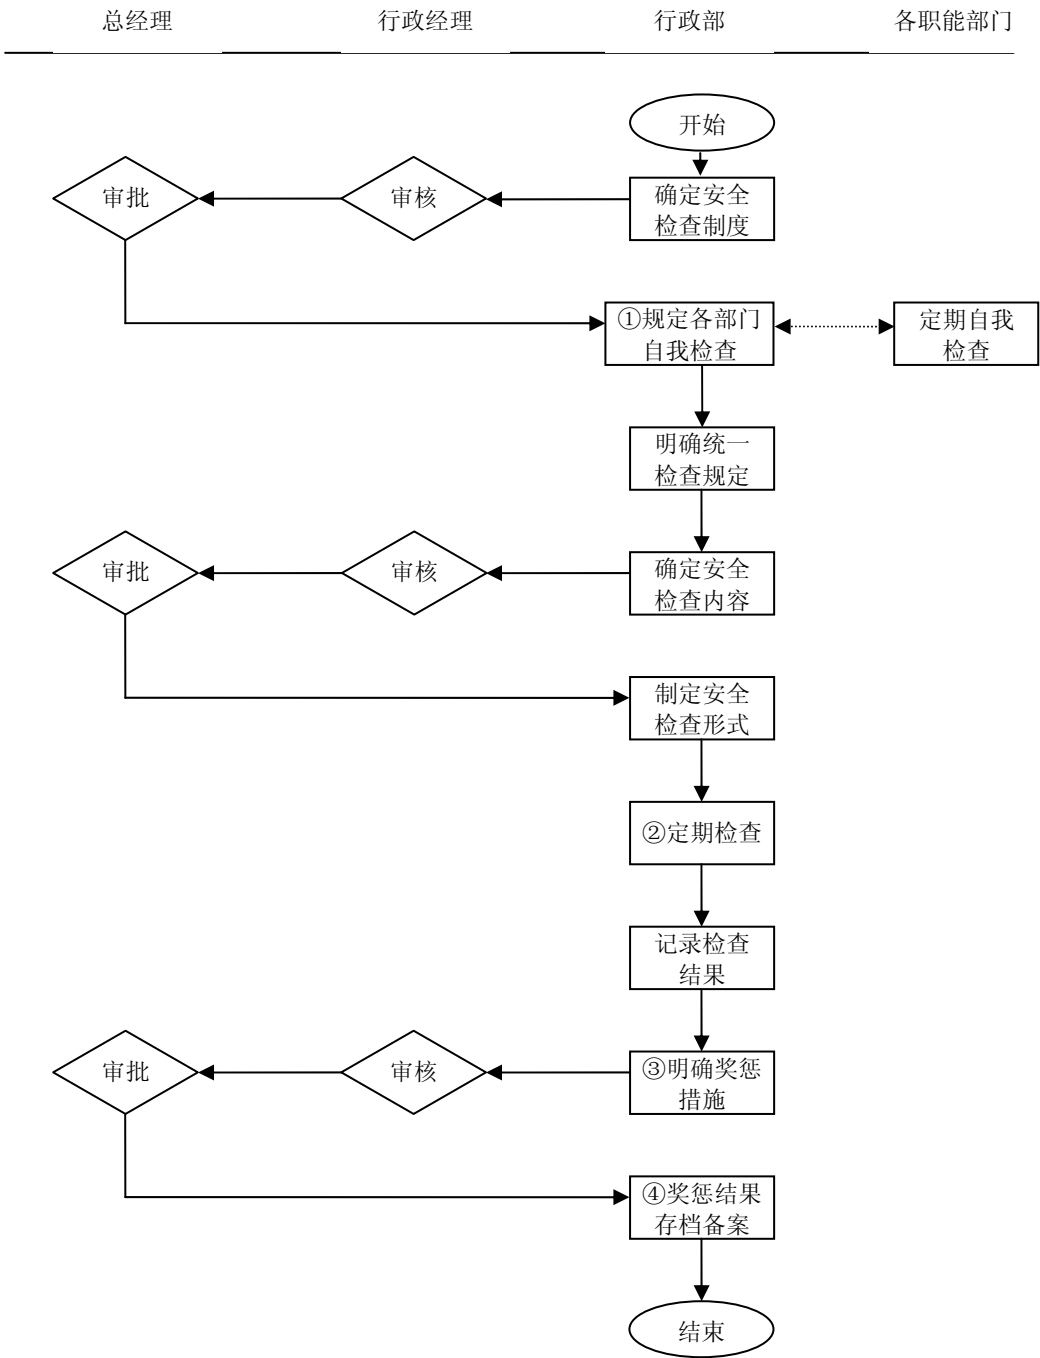 总经理 行政经理 行政部 各职能部门
开始
审批 审核 确定安全
检查制度
①规定各部门
自我检查
定期自我
检查
明确统一
检查规定
审批 审核 确定安全
检查内容
制定安全
检查形式
②定期检查
记录检查
结果
审批 审核 ③明确奖惩
措施
④奖惩结果
存档备案
结束